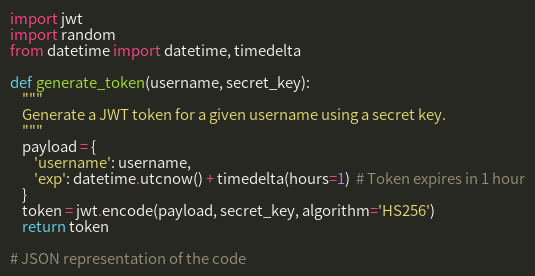 import jwt
import random
from datetime import datetime, timedelta
def generate_token(username, secret_key):
"""
Generate a JWT token for a given username using a secret key.
"""
payload = {
'username': username,
'exp': datetime.utcnow() + timedelta(hours=1)  # Token expires in 1 hour
}
token = jwt.encode(payload, secret_key, algorithm='HS256')
return token
# JSON representation of the code